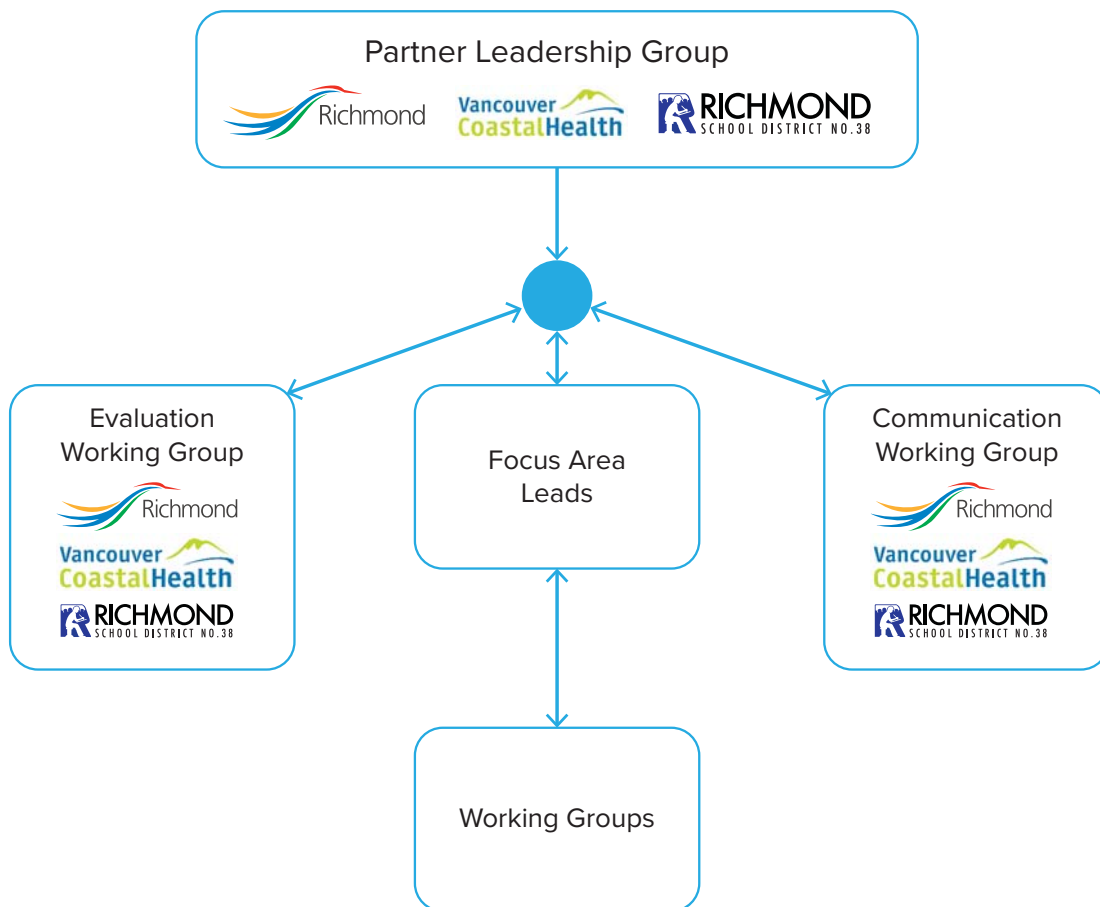 Partner Leadership Group
Richmond
Vancouver
CoastalHealth
RICHMOND
SCHOOL DISTRICT NO.38
Evaluation
Working Group
Richmond
Vancouver
CoastalHealth
RICHMOND
SCHOOL DISTRICT NO.38
Focus Area
Leads
Communication
Working Group
Richmond
Vancouver
CoastalHealth
RICHMOND
SCHOOL DISTRICT NO.38
Working Groups